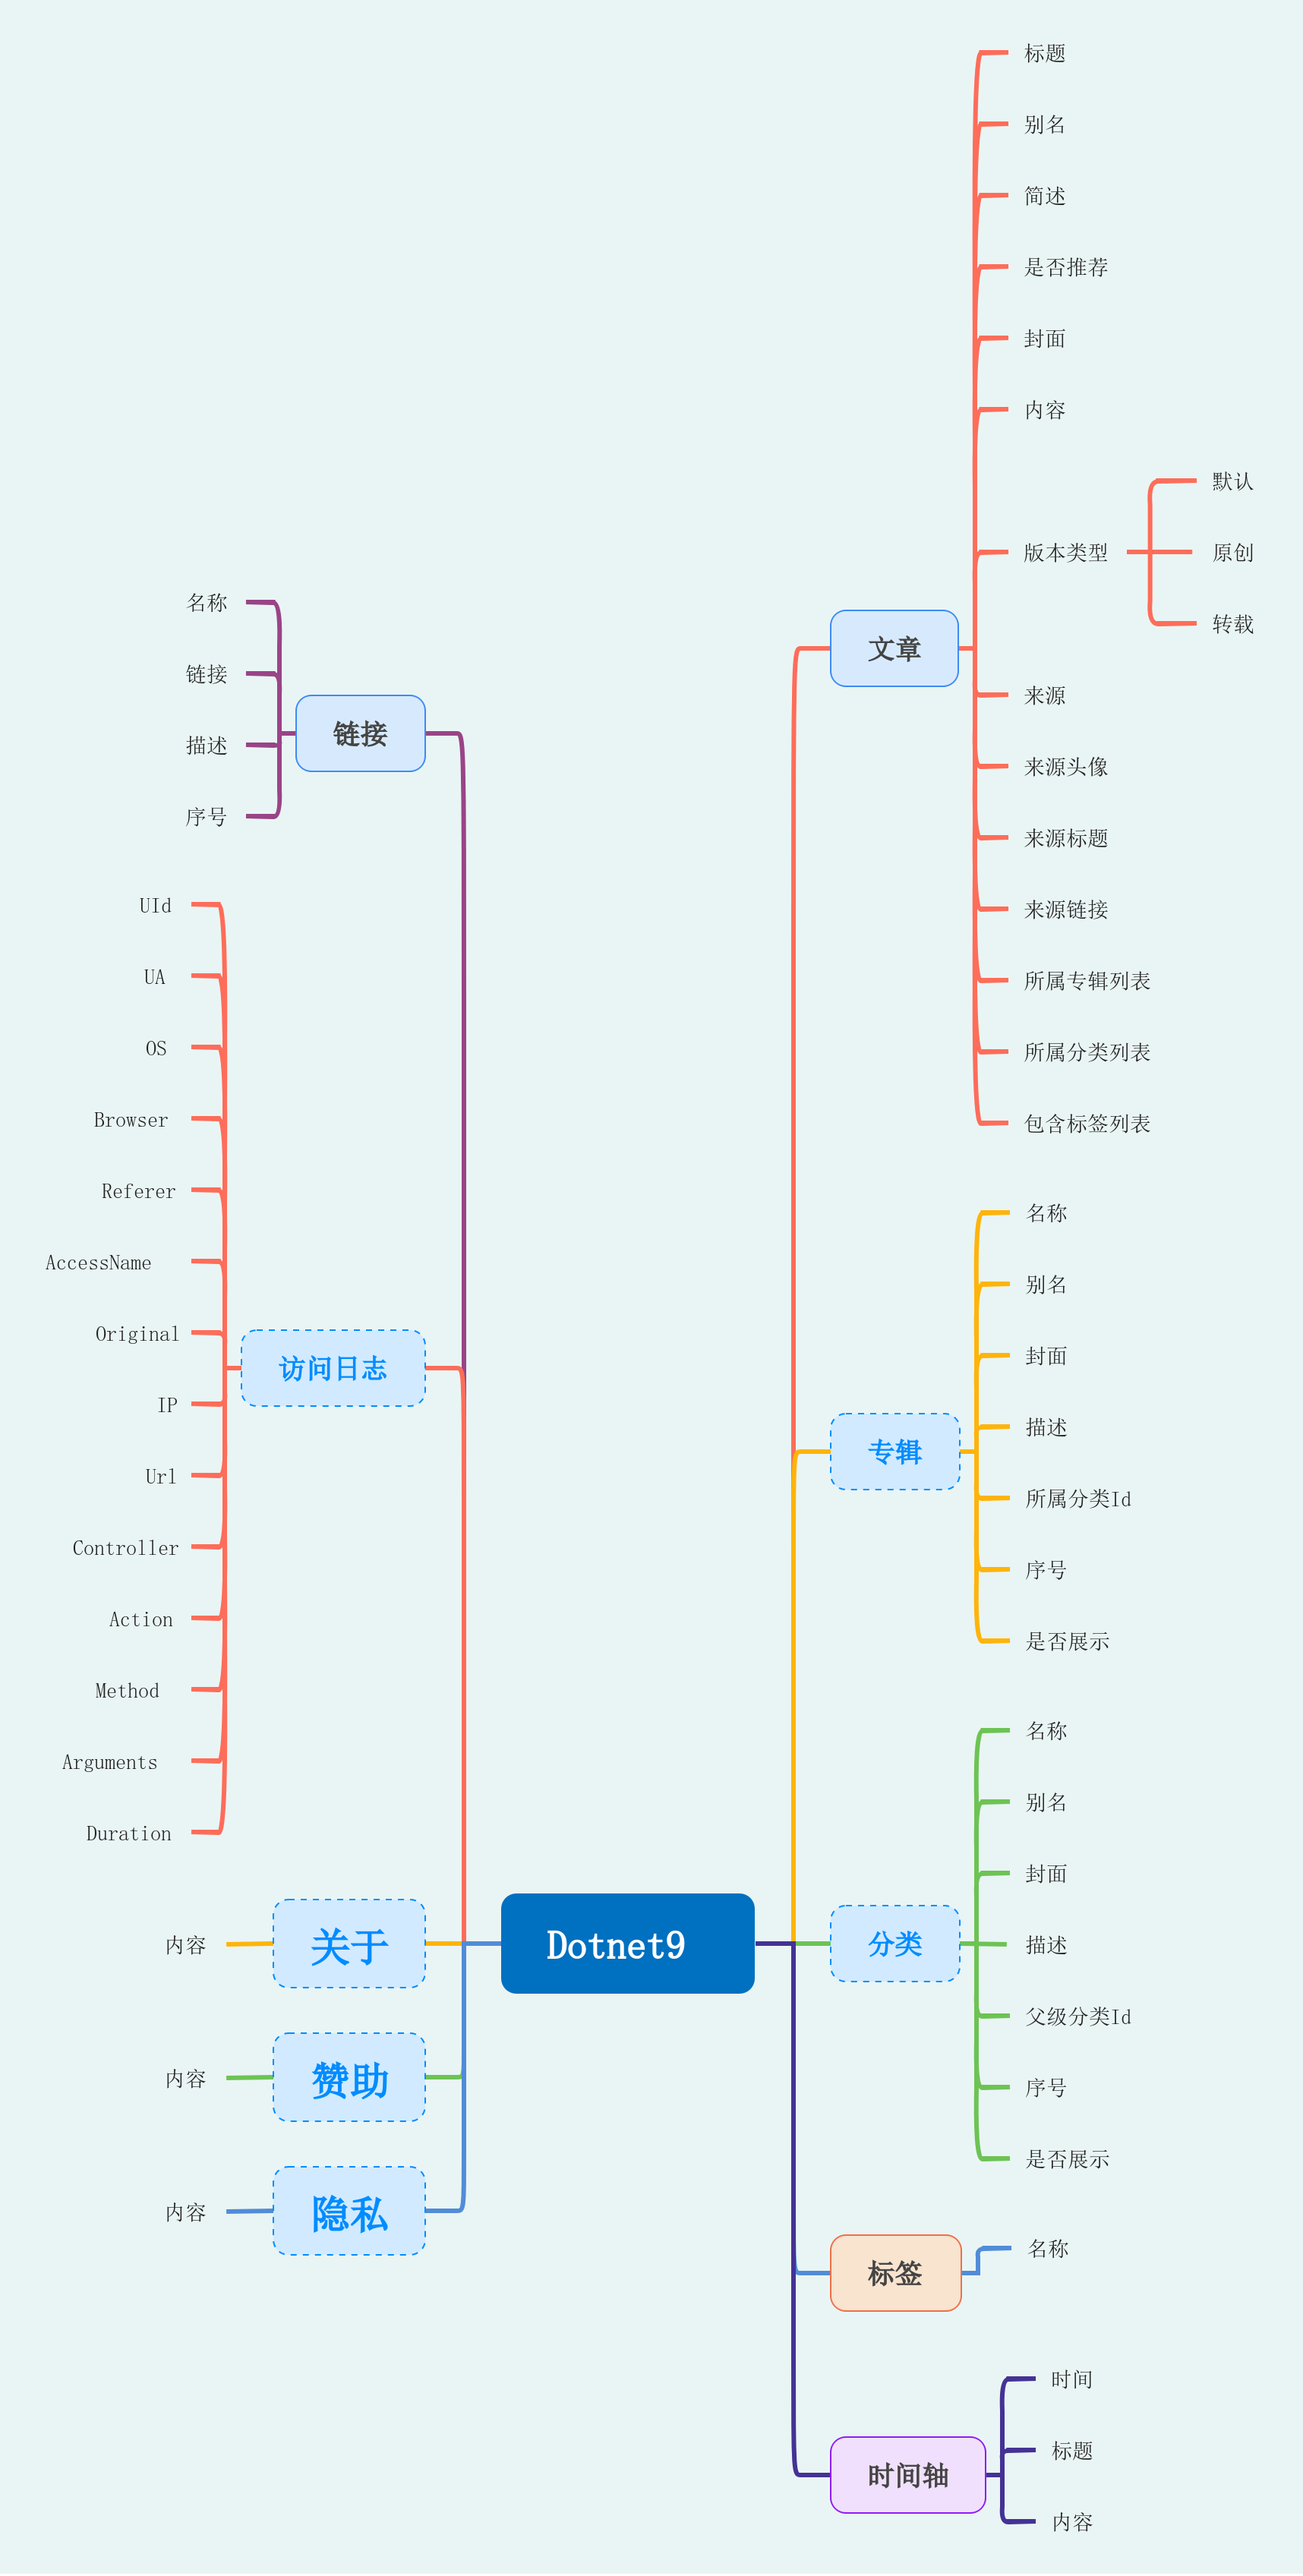 Dotnet9
文章
标题
别名
简述
是否推荐
封面
内容
版本类型
默认
原创
转载
来源
来源头像
来源标题
来源链接
所属专辑列表
所属分类列表
包含标签列表
专辑
名称
别名
封面
描述
所属分类Id
序号
是否展示
分类
名称
别名
封面
描述
父级分类Id
序号
是否展示
标签
名称
时间轴
时间
标题
内容
链接
名称
链接
描述
序号
访问日志
UId
UA
OS
Browser
Referer
AccessName
Original
IP
Url
Controller
Action
Method
Arguments
Duration
关于
内容
赞助
内容
隐私
内容